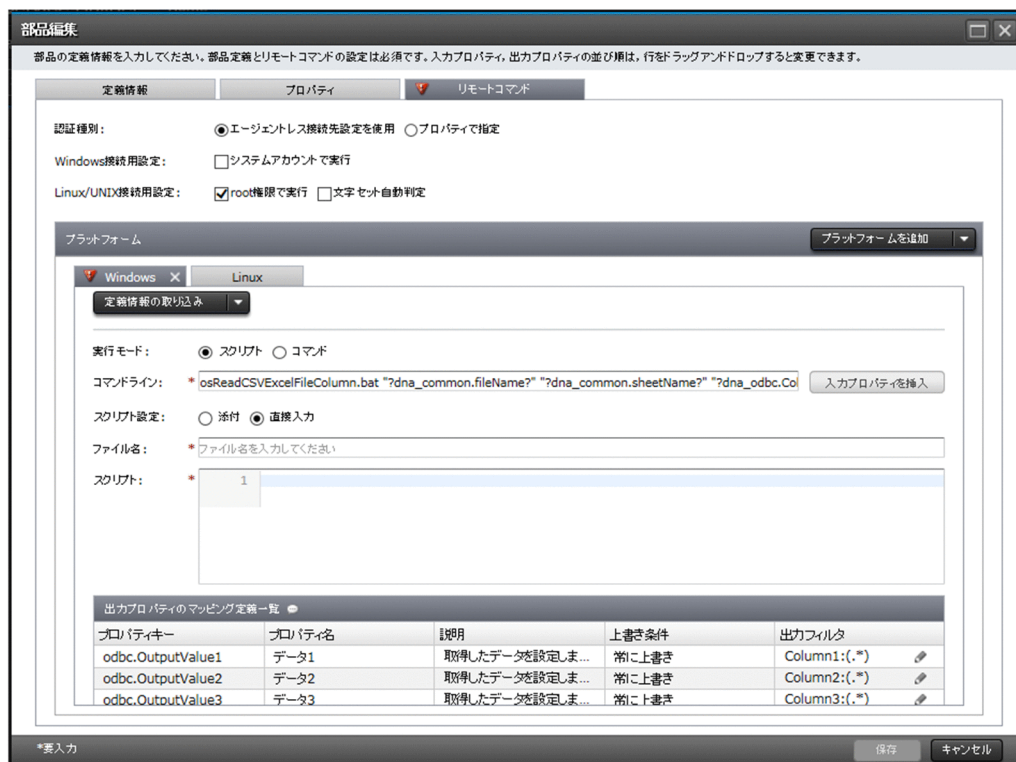 部品編集
部品の定義情報を入力してください。部品定義とリモートコマンドの設定は必須です。入力プロパティ, 出力プロパティの並び順は, 行をドラッグアンドドロップすると変更できます。
定義情報 プロパティ リモートコマンド
認証種別： エージェントレス接続先設定を使用 プロパティで指定
Windows接続用設定： システムアカウントで実行
Linux/UNIX接続用設定： root権限で実行 文字セット自動判定
プラットフォーム プラットフォームを追加
Windows Linux
定義情報の取り込み
実行モード： スクリプト コマンド
コマンドライン： * osReadCSVExcelFileColumn.bat "?dna_common.fileName?" "?dna_common.sheetName?" "?dna_odbc.Col 入力プロパティを挿入
スクリプト設定： 添付 直接入力
ファイル名： * ファイル名を入力してください
スクリプト： * 1
出力プロパティのマッピング定義一覧
プロパティキー プロパティ名 説明 上書き条件 出力フィルタ
odbc.OutputValue1 データ1 取得したデータを設定しま... 常に上書き Column1:(.*)
odbc.OutputValue2 データ2 取得したデータを設定しま... 常に上書き Column2:(.*)
odbc.OutputValue3 データ3 取得したデータを設定しま... 常に上書き Column3:(.*)
*要入力 保存 キャンセル